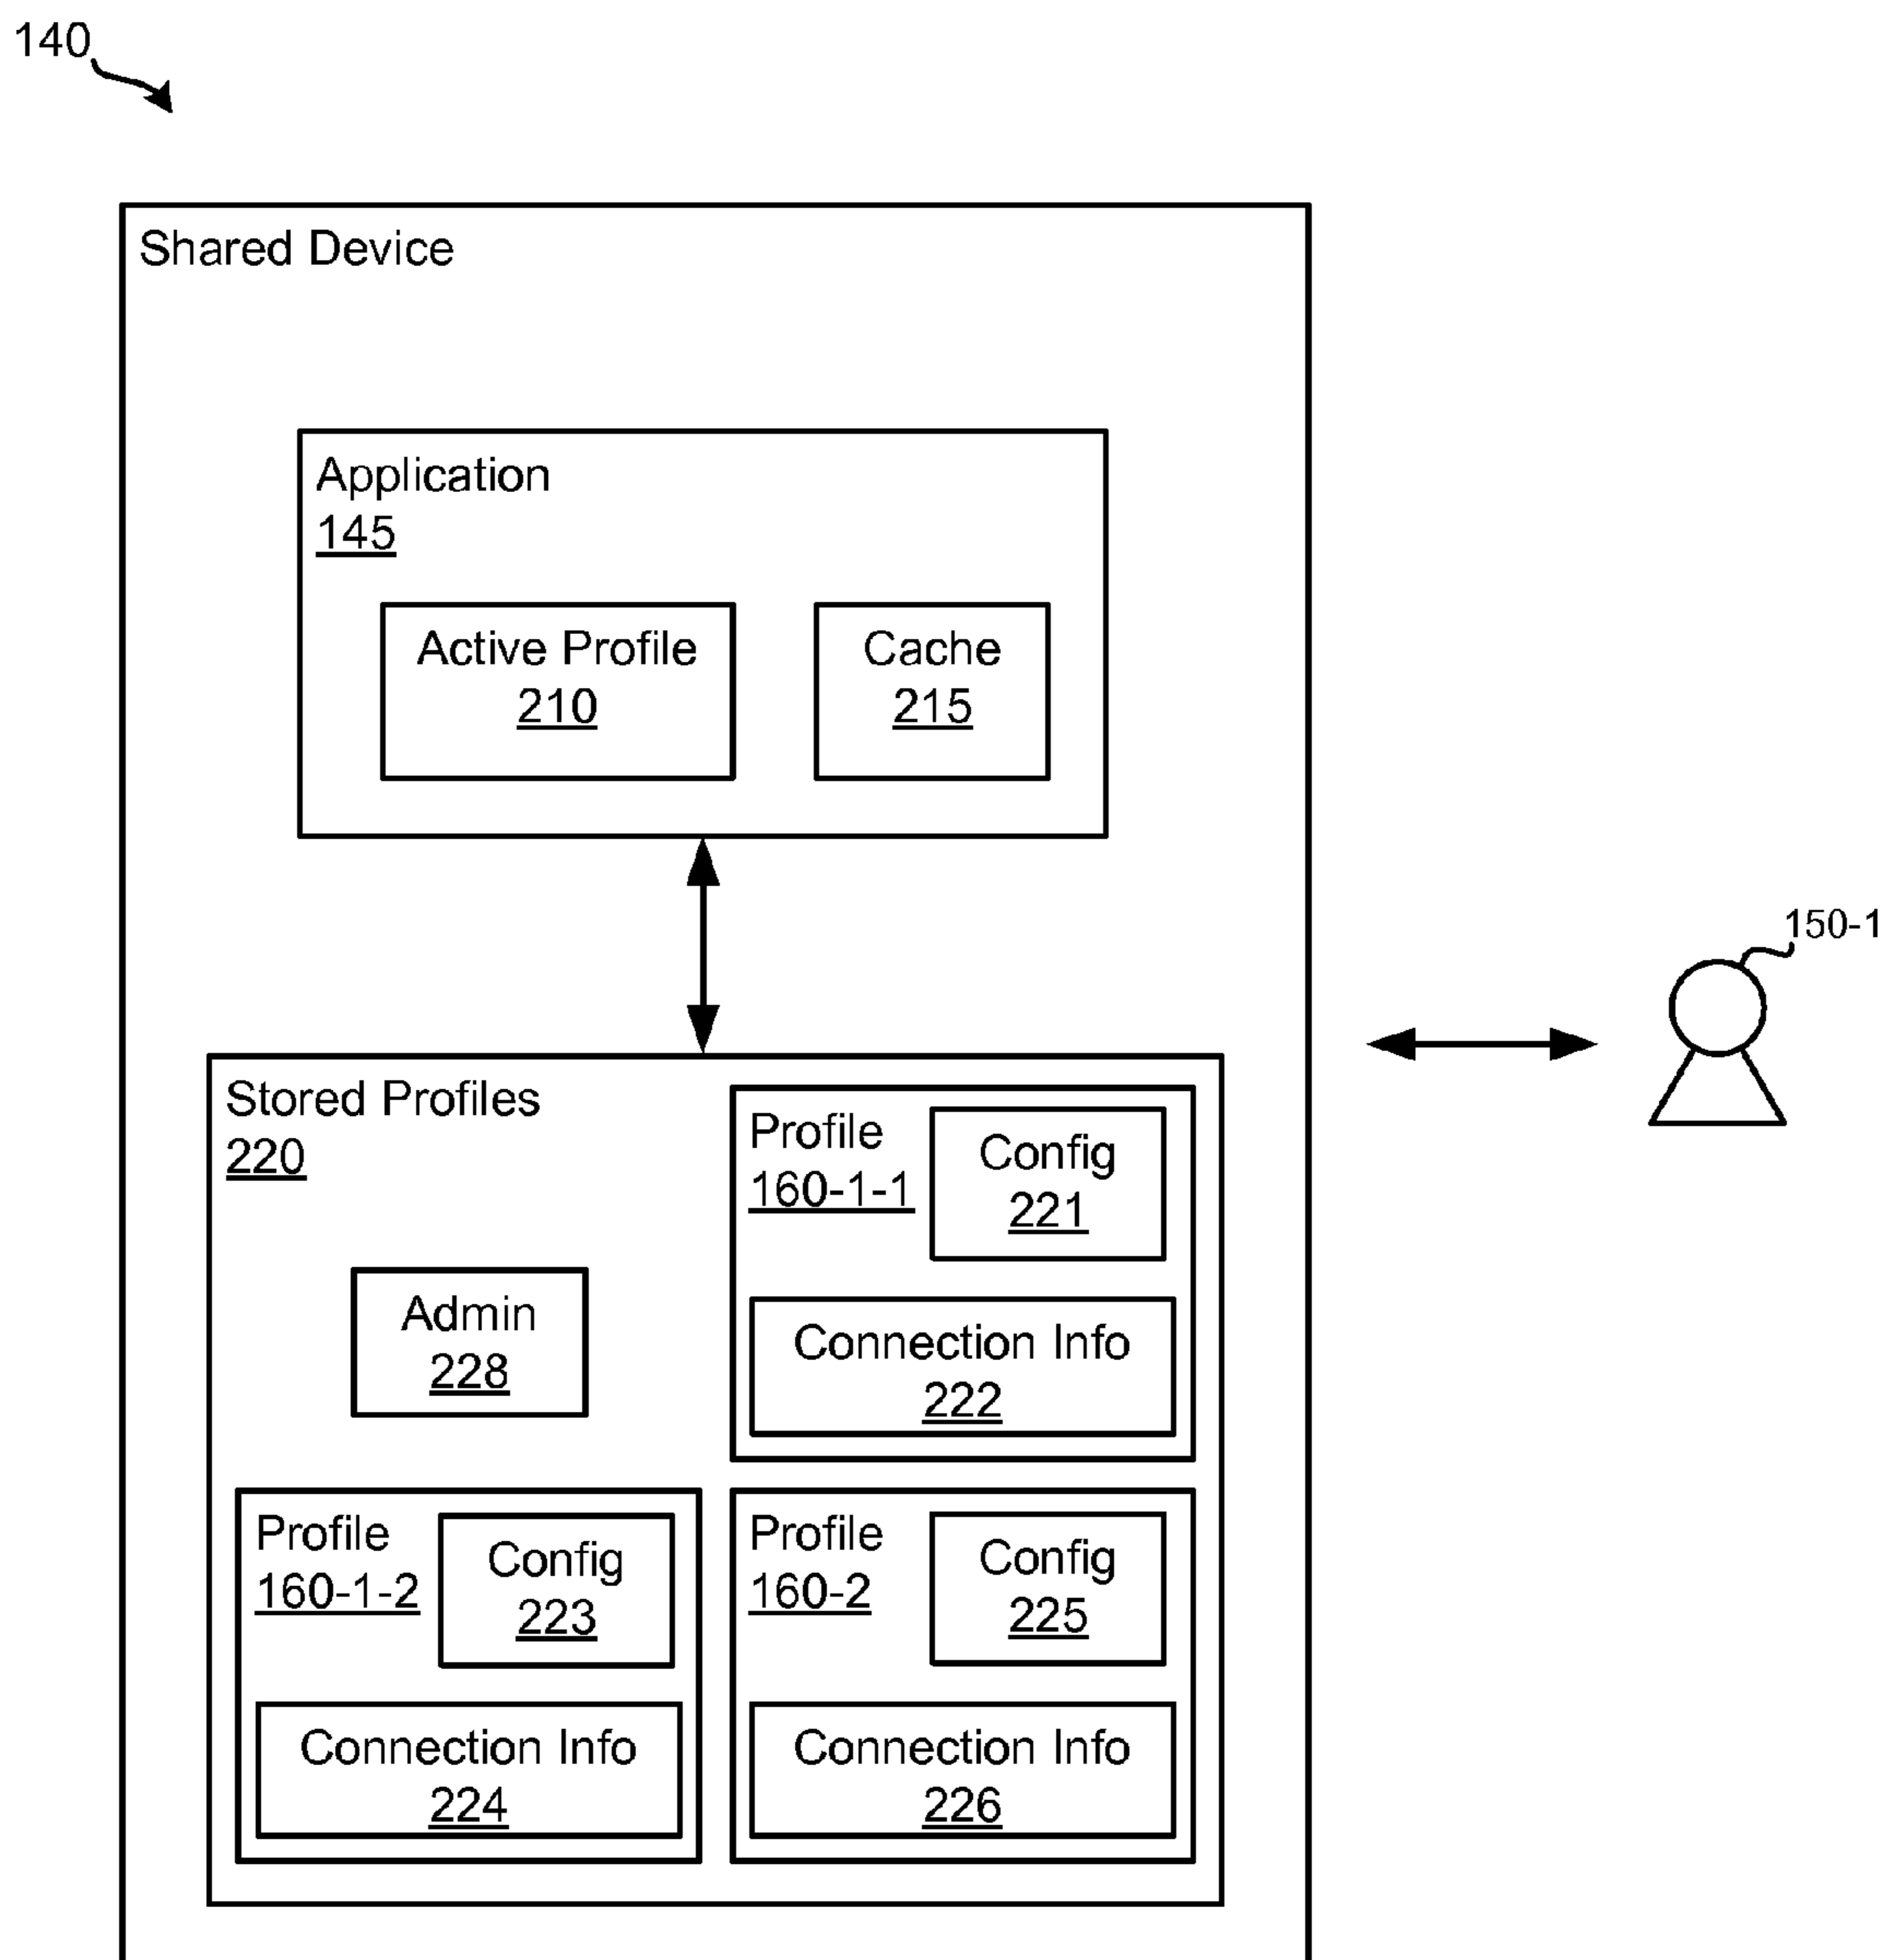 140
Shared Device
Application
145
Active Profile
210
Cache
215
150-1
Stored Profiles
220
Profile
160-1-1
Config
221
Connection Info
222
Admin
228
Profile
160-1-2
Config
223
Connection Info
224
Profile
160-2
Config
225
Connection Info
226